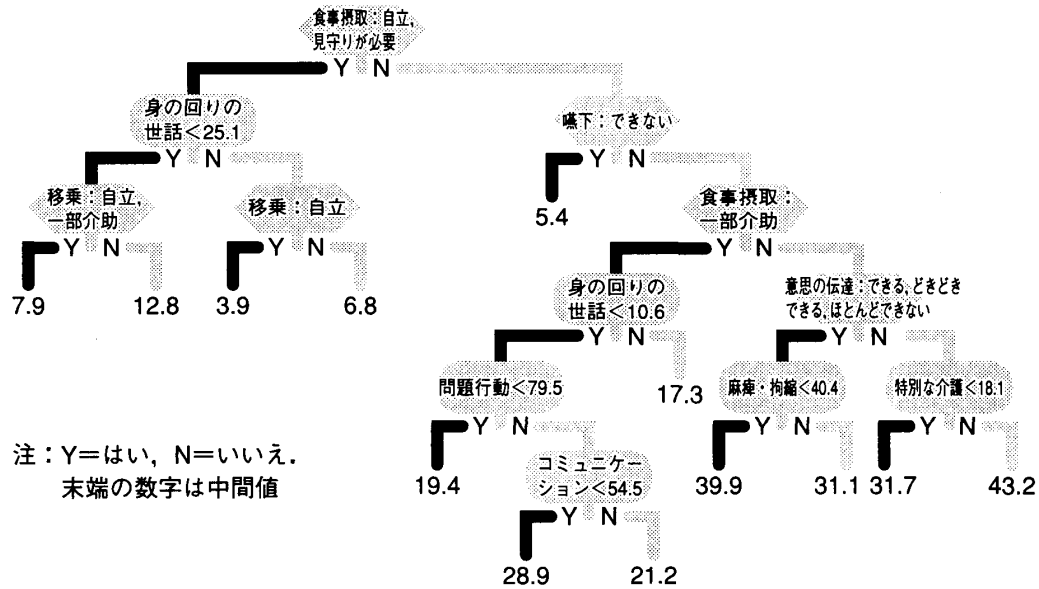 食事摂取：自立，
見守りが必要
Y N
身の回りの
世話＜25.1
嚥下：できない
Y N
Y N
移乗：自立，
一部介助
移乗：自立
5.4
食事摂取：
一部介助
Y N
Y N
Y N
7.9
12.8
3.9
6.8
身の回りの
世話＜10.6
意思の伝達：できる，どきどき
できる，ほとんどできない
Y N
Y N
問題行動＜79.5
17.3
麻痺・拘縮＜40.4
特別な介護＜18.1
Y N
Y N
Y N
注：Y＝はい，N＝いいえ．
末端の数字は中間値
19.4
コミュニケー
ション＜54.5
39.9
31.1
31.7
43.2
Y N
28.9
21.2